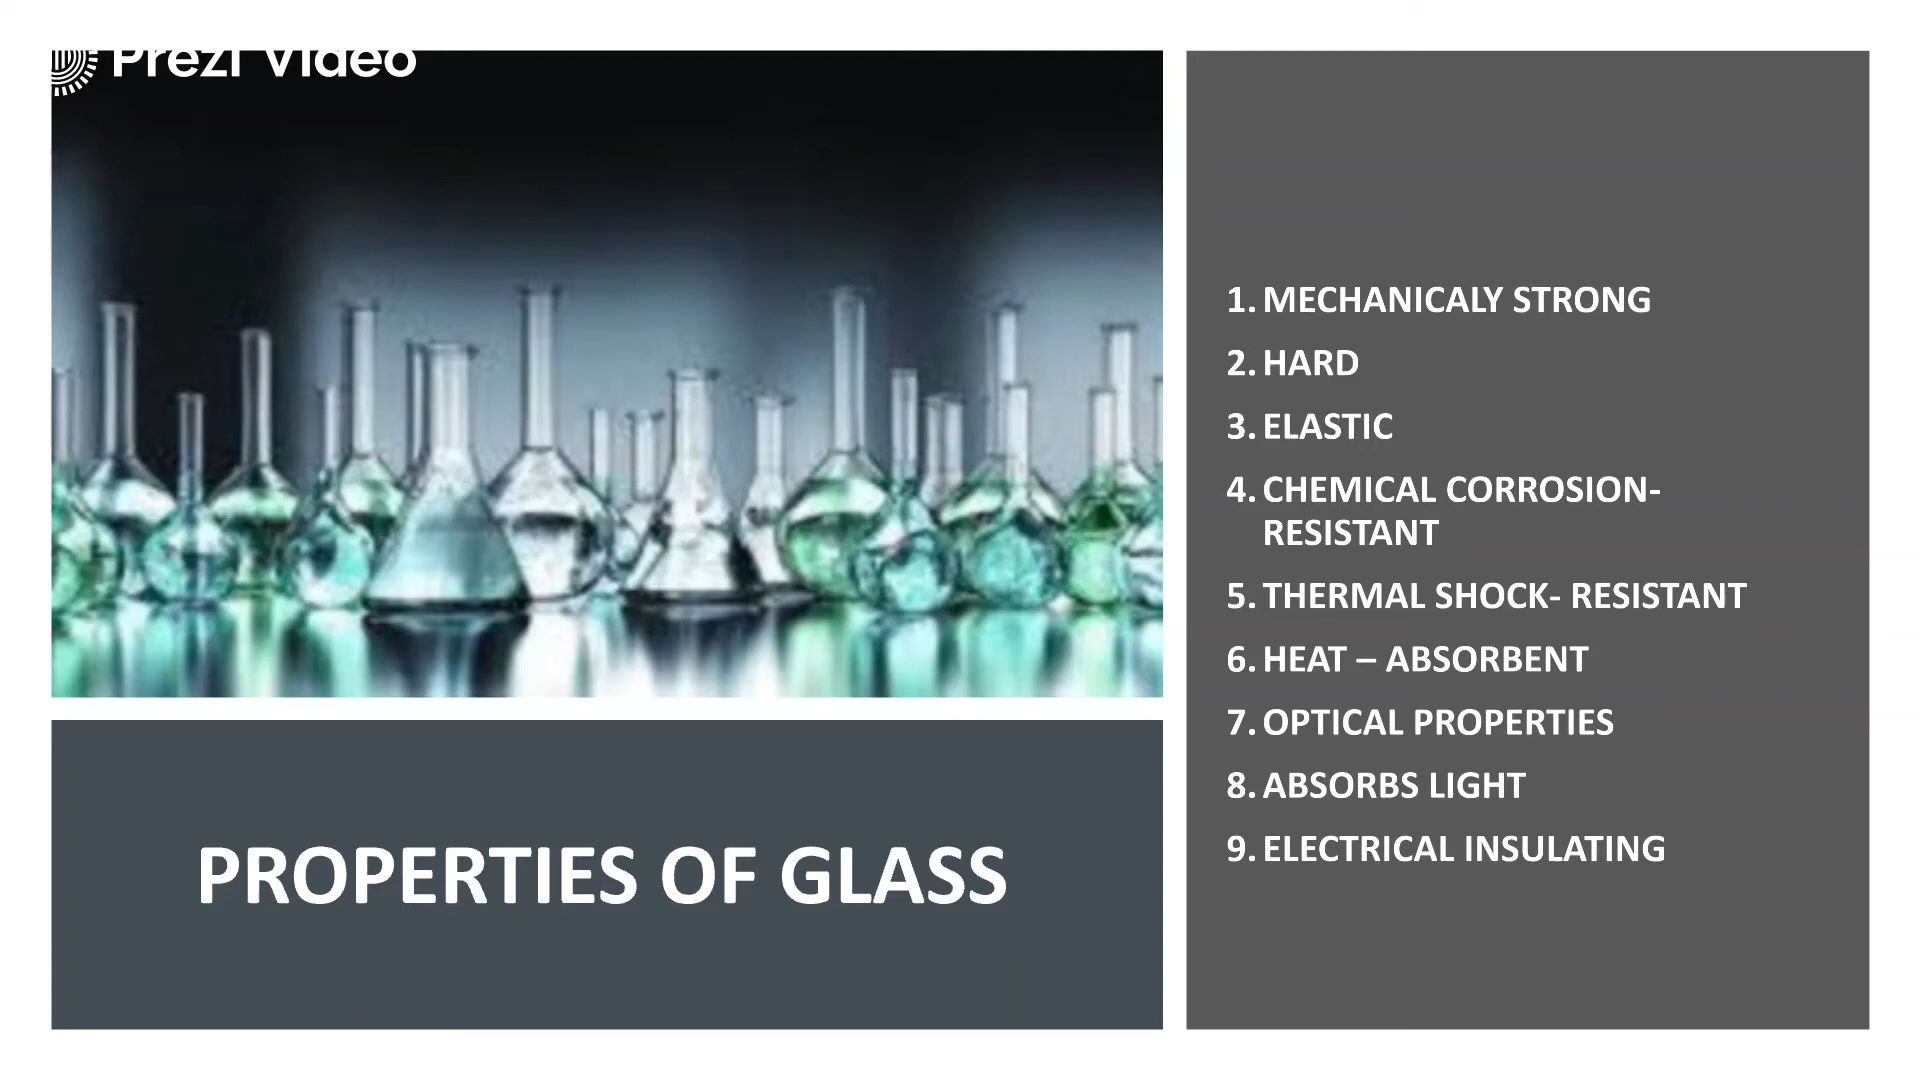 Prezi Video
1. MECHANICALY STRONG
2. HARD
3. ELASTIC
4. CHEMICAL CORROSION-
RESISTANT
5. THERMAL SHOCK- RESISTANT
6. HEAT – ABSORBENT
7. OPTICAL PROPERTIES
8. ABSORBS LIGHT
9. ELECTRICAL INSULATING
PROPERTIES OF GLASS